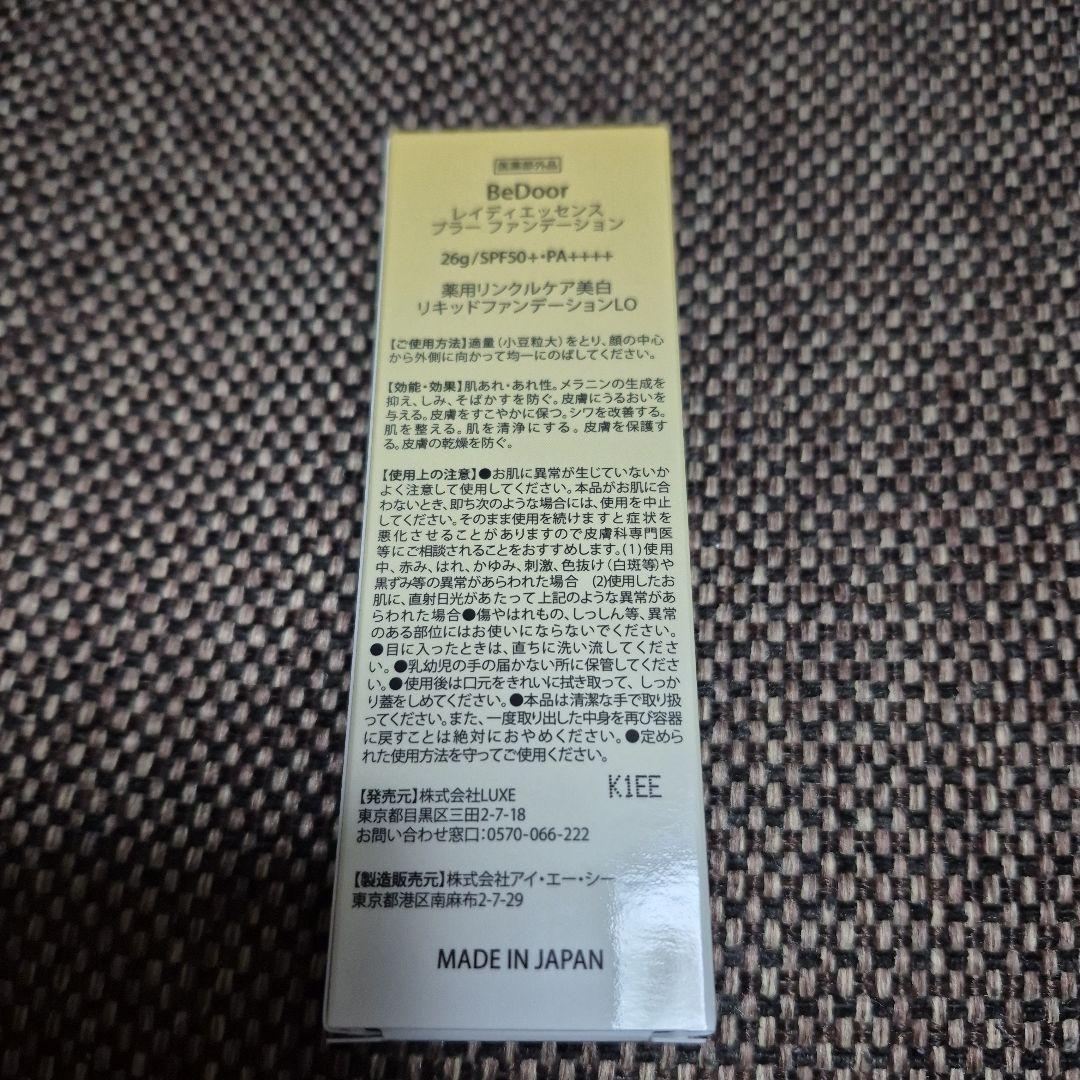 医薬部外品
BeDoor
レイディエッセンス
ブラー ファンデーション
26g/SPF50+・PA++++
薬用リンクルケア美白
リキッドファンデーションLO
【ご使用方法】適量(小豆粒大)をとり、顔の中心
から外側に向かって均一にのばしてください。
【効能・効果】肌あれ・あれ性。メラニンの生成を
抑え、しみ、そばかすを防ぐ。皮膚にうるおいを
与える。皮膚をすこやかに保つ。シワを改善する。
肌を整える。肌を清浄にする。皮膚を保護す
る。皮膚の乾燥を防ぐ。
【使用上の注意】●お肌に異常が生じていないか
よく注意して使用してください。本品がお肌に合
わないとき、即ち次のような場合には、使用を中止
してください。そのまま使用を続けますと症状を
悪化させることがありますので皮膚科専門医
等にご相談されることをおすすめします。(1)使用
中、赤み、はれ、かゆみ、刺激、色抜け(白斑等)や
黒ずみ等の異常があらわれた場合 (2)使用したお
肌に、直射日光があたって上記のような異常があ
らわれた場合●傷やはれもの、しっしん等、異常
のある部位にはお使いにならないでください。
●目に入ったときは、直ちに洗い流してくださ
い。●乳幼児の手の届かない所に保管してくださ
い。●使用後は口元をきれいに拭き取って、しっか
り蓋をしめてください。●本品は清潔な手で取り扱
ってください。また、一度取り出した中身を再び容器
に戻すことは絶対におやめください。●定めら
れた使用方法を守ってご使用ください。
K1EE
【発売元】株式会社LUXE
東京都目黒区三田2-7-18
お問い合わせ窓口:0570-066-222
【製造販売元】株式会社アイ・エー・シー
東京都港区南麻布2-7-29
MADE IN JAPAN